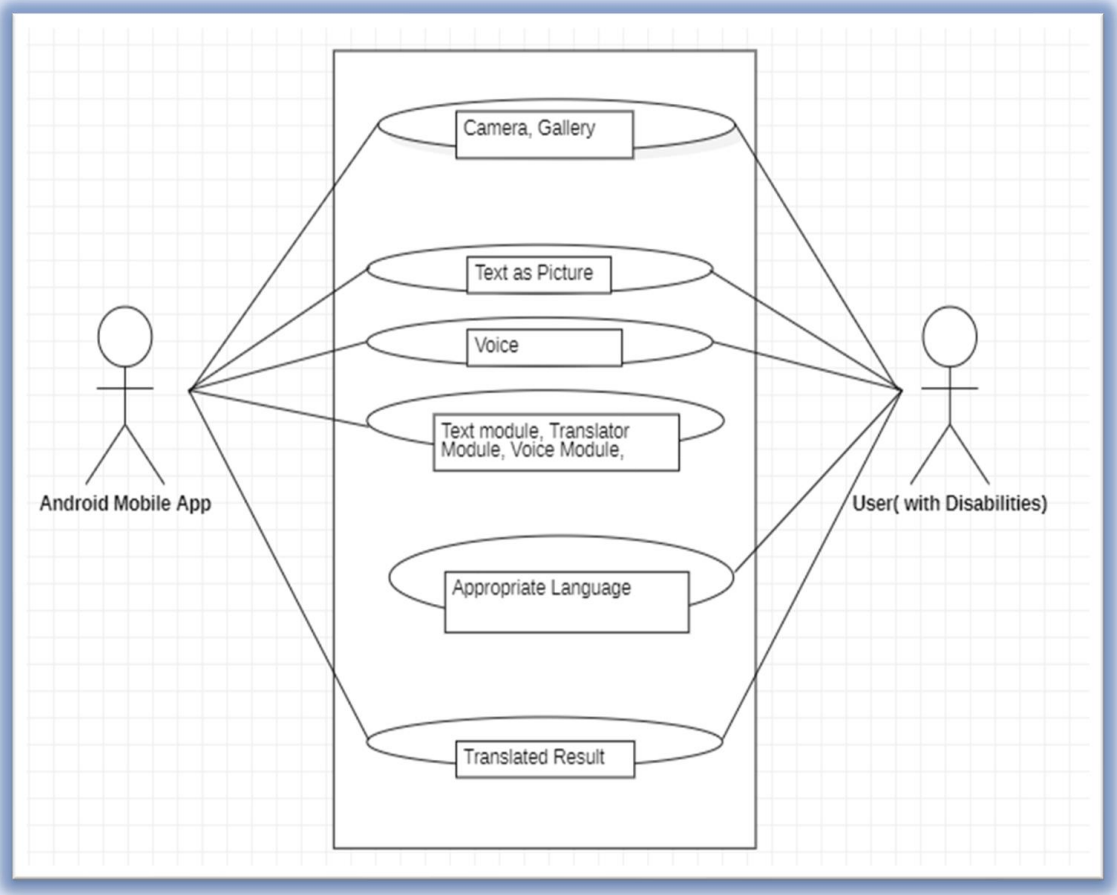 Camera, Gallery
Text as Picture
Voice
Text module, Translator
Module, Voice Module,
Android Mobile App
User( with Disabilities)
Appropriate Language
Translated Result